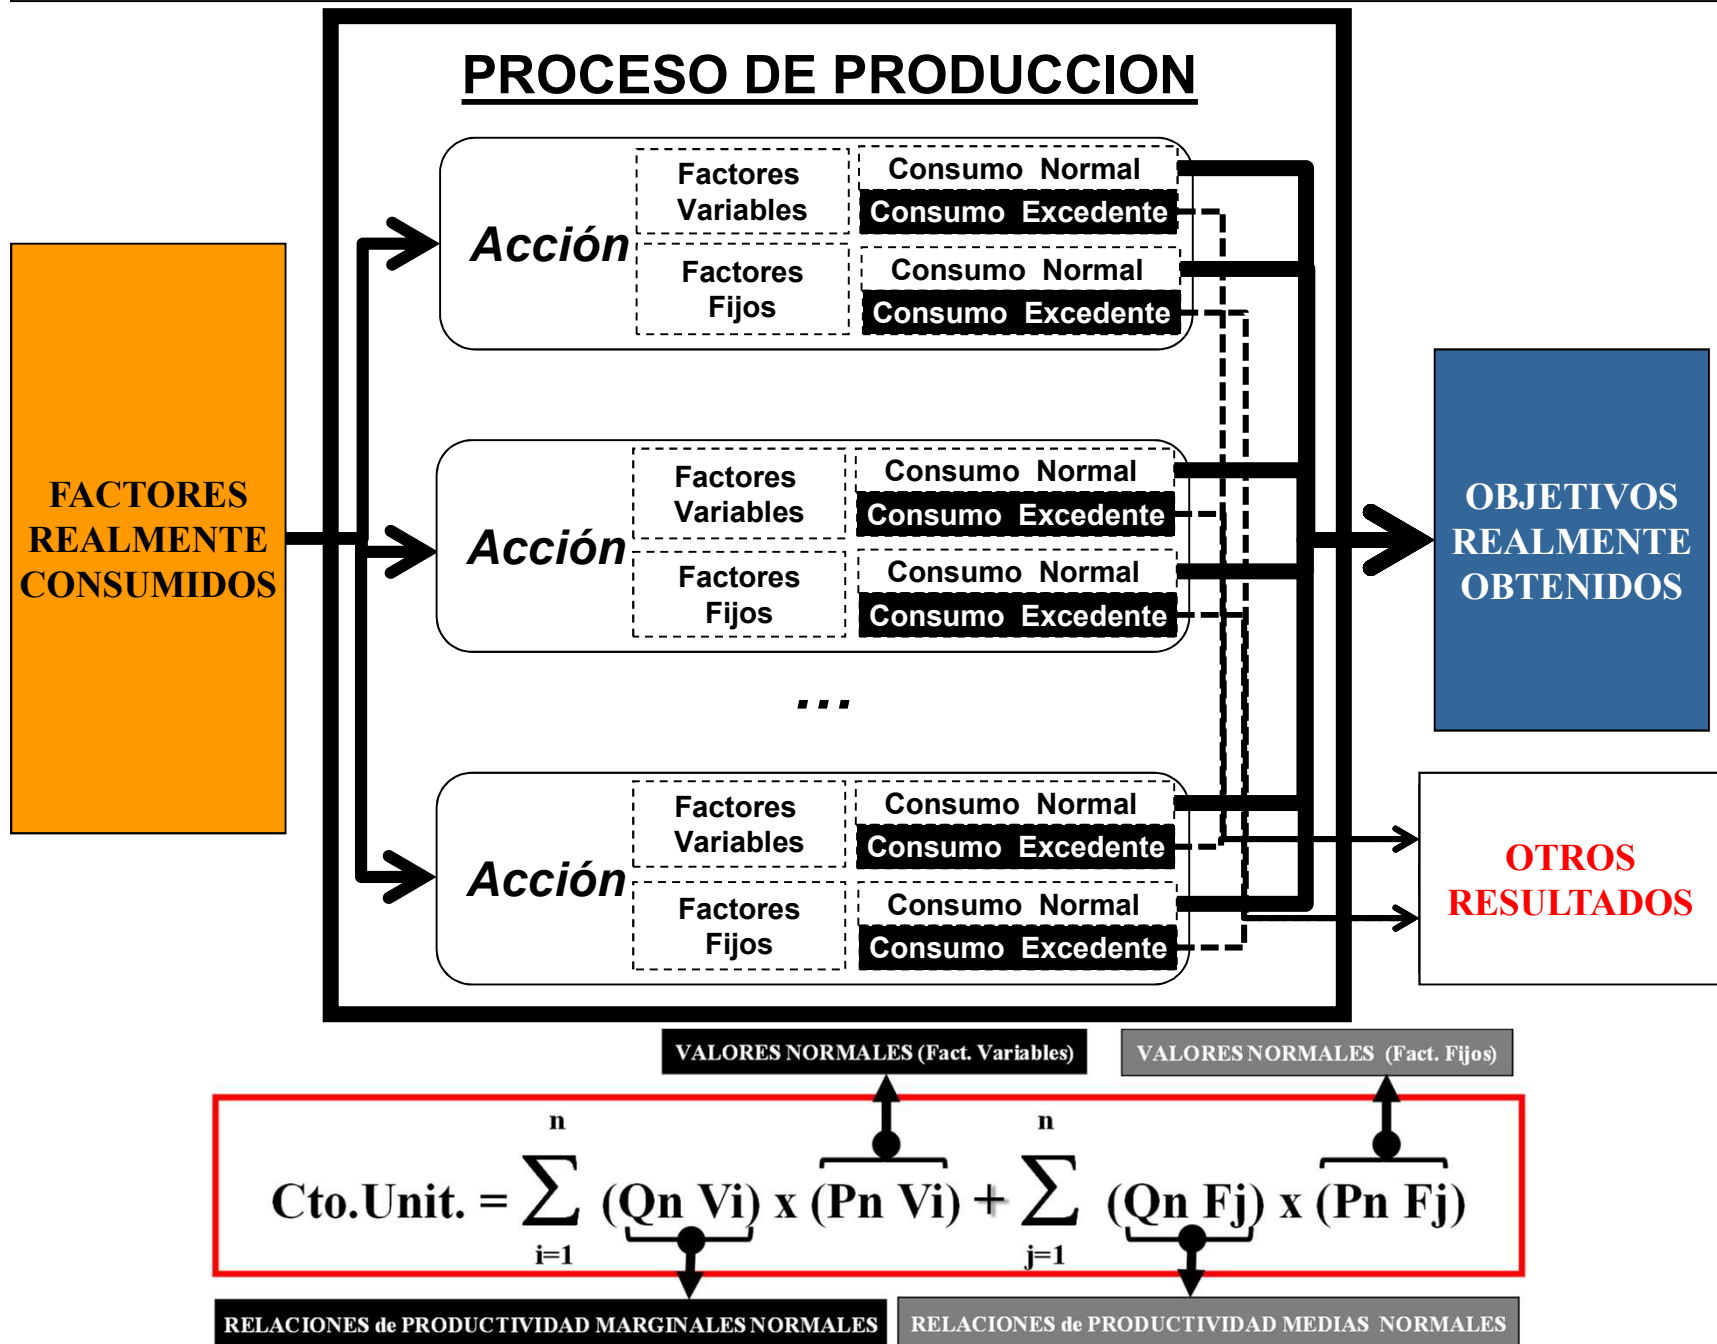 PROCESO DE PRODUCCION
FACTORES
REALMENTE
CONSUMIDOS
Acción
Factores
Variables
Consumo Normal
Consumo Excedente
Factores
Fijos
Consumo Normal
Consumo Excedente
Acción
Factores
Variables
Consumo Normal
Consumo Excedente
Factores
Fijos
Consumo Normal
Consumo Excedente
...
Acción
Factores
Variables
Consumo Normal
Consumo Excedente
Factores
Fijos
Consumo Normal
Consumo Excedente
OBJETIVOS
REALMENTE
OBTENIDOS
OTROS
RESULTADOS
VALORES NORMALES (Fact. Variables)
VALORES NORMALES (Fact. Fijos)
n n
Cto.Unit. = ∑ (Qn Vi) x (Pn Vi) + ∑ (Qn Fj) x (Pn Fj)
i=1 j=1
RELACIONES de PRODUCTIVIDAD MARGINALES NORMALES
RELACIONES de PRODUCTIVIDAD MEDIAS NORMALES